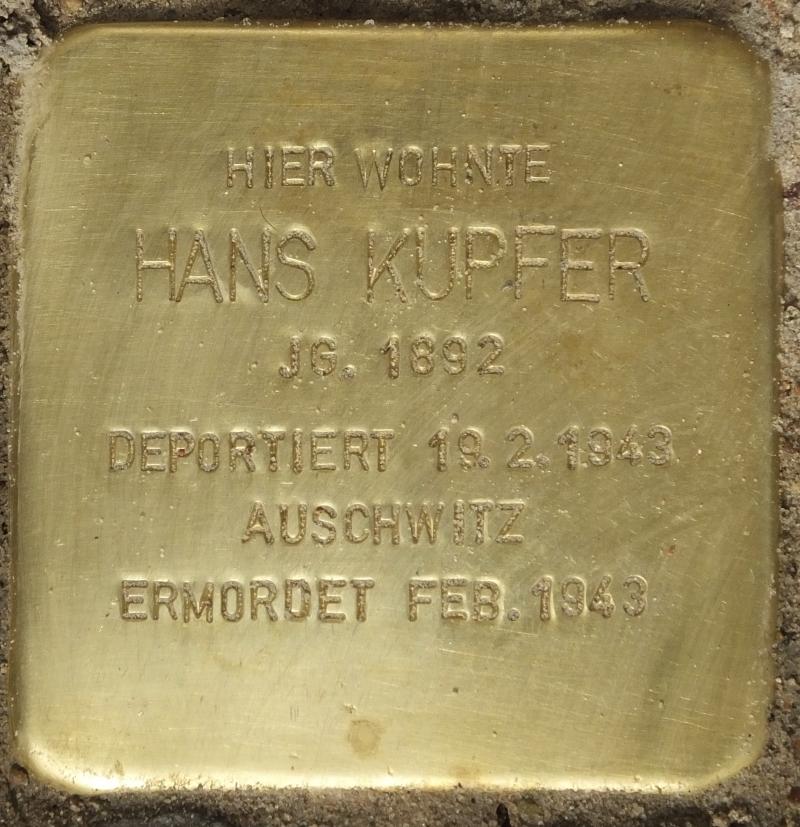 HIER WOHNTE
HANS KUPFER
JG. 1892
DEPORTIERT 19.2.1943
AUSCHWITZ
ERMORDET FEB. 1943